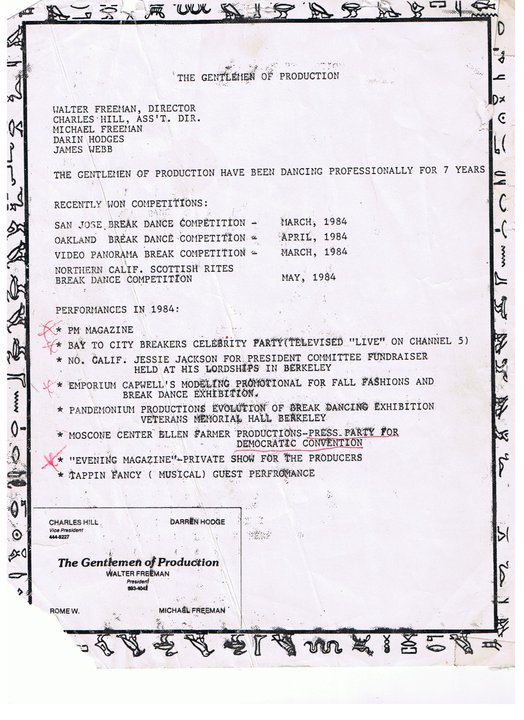 THE GENTLEMEN OF PRODUCTION
WALTER FREEMAN, DIRECTOR
CHARLES HILL, ASS'T. DIR.
MICHAEL FREEMAN
DARIN HODGES
JAMES WEBB
THE GENTLEMEN OF PRODUCTION HAVE BEEN DANCING PROFESSIONALLY FOR 7 YEARS
RECENTLY WON COMPETITIONS:
SAN JOSE BREAK DANCE COMPETITION - MARCH, 1984
OAKLAND BREAK DANCE COMPETITION - APRIL, 1984
VIDEO PANORAMA BREAK COMPETITION - MARCH, 1984
NORTHERN CALIF. SCOTTISH RITES
BREAK DANCE COMPETITION MAY, 1984
PERFORMANCES IN 1984:
* PM MAGAZINE
* BAY TO CITY BREAKERS CELEBRITY PARTY(TELEVISED "LIVE" ON CHANNEL 5)
* NO. CALIF. JESSIE JACKSON FOR PRESIDENT COMMITTEE FUNDRAISER
HELD AT HIS LORDSHIPS IN BERKELEY
* EMPORIUM CAPWELL'S MODELING PROMOTIONAL FOR FALL FASHIONS AND
BREAK DANCE EXHIBITION.
* PANDEMONIUM PRODUCTIONS EVOLUTION OF BREAK DANCING EXHIBITION
VETERANS MEMORIAL HALL BERKELEY
* MOSCONE CENTER ELLEN FARMER PRODUCTIONS-PRESS PARTY FOR
DEMOCRATIC CONVENTION
* "EVENING MAGAZINE"-PRIVATE SHOW FOR THE PRODUCERS
* TAPPIN FANCY ( MUSICAL) GUEST PERFROMANCE
CHARLES HILL DARREN HODGE
Vice President
444-8227
The Gentlemen of Production
WALTER FREEMAN
President
ROME W. MICHAEL FREEMAN